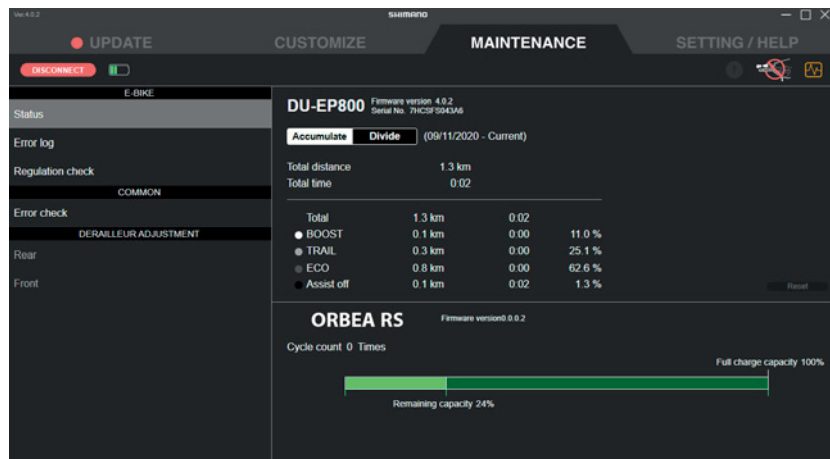 Ver.4.0.2
SHIMANO
UPDATE
CUSTOMIZE
MAINTENANCE
SETTING / HELP
DISCONNECT
E-BIKE
Status
Error log
Regulation check
COMMON
Error check
DERAILLEUR ADJUSTMENT
Rear
Front
DU-EP800
Firmware version 4.0.2
Serial No. 7HCSFS043A6
Accumulate Divide (09/11/2020 - Current)
Total distance 1.3 km
Total time 0:02
Total 1.3 km 0:02
BOOST 0.1 km 0:00 11.0 %
TRAIL 0.3 km 0:00 25.1 %
ECO 0.8 km 0:00 62.6 %
Assist off 0.1 km 0:02 1.3 %
Reset
ORBEA RS Firmware version0.0.0.2
Cycle count 0 Times
Full charge capacity 100%
Remaining capacity 24%